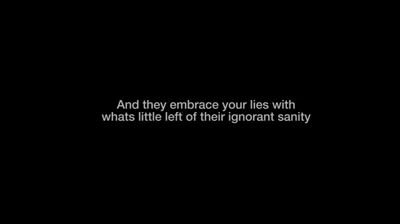 And they embrace your lies with
whats little left of their ignorant sanity